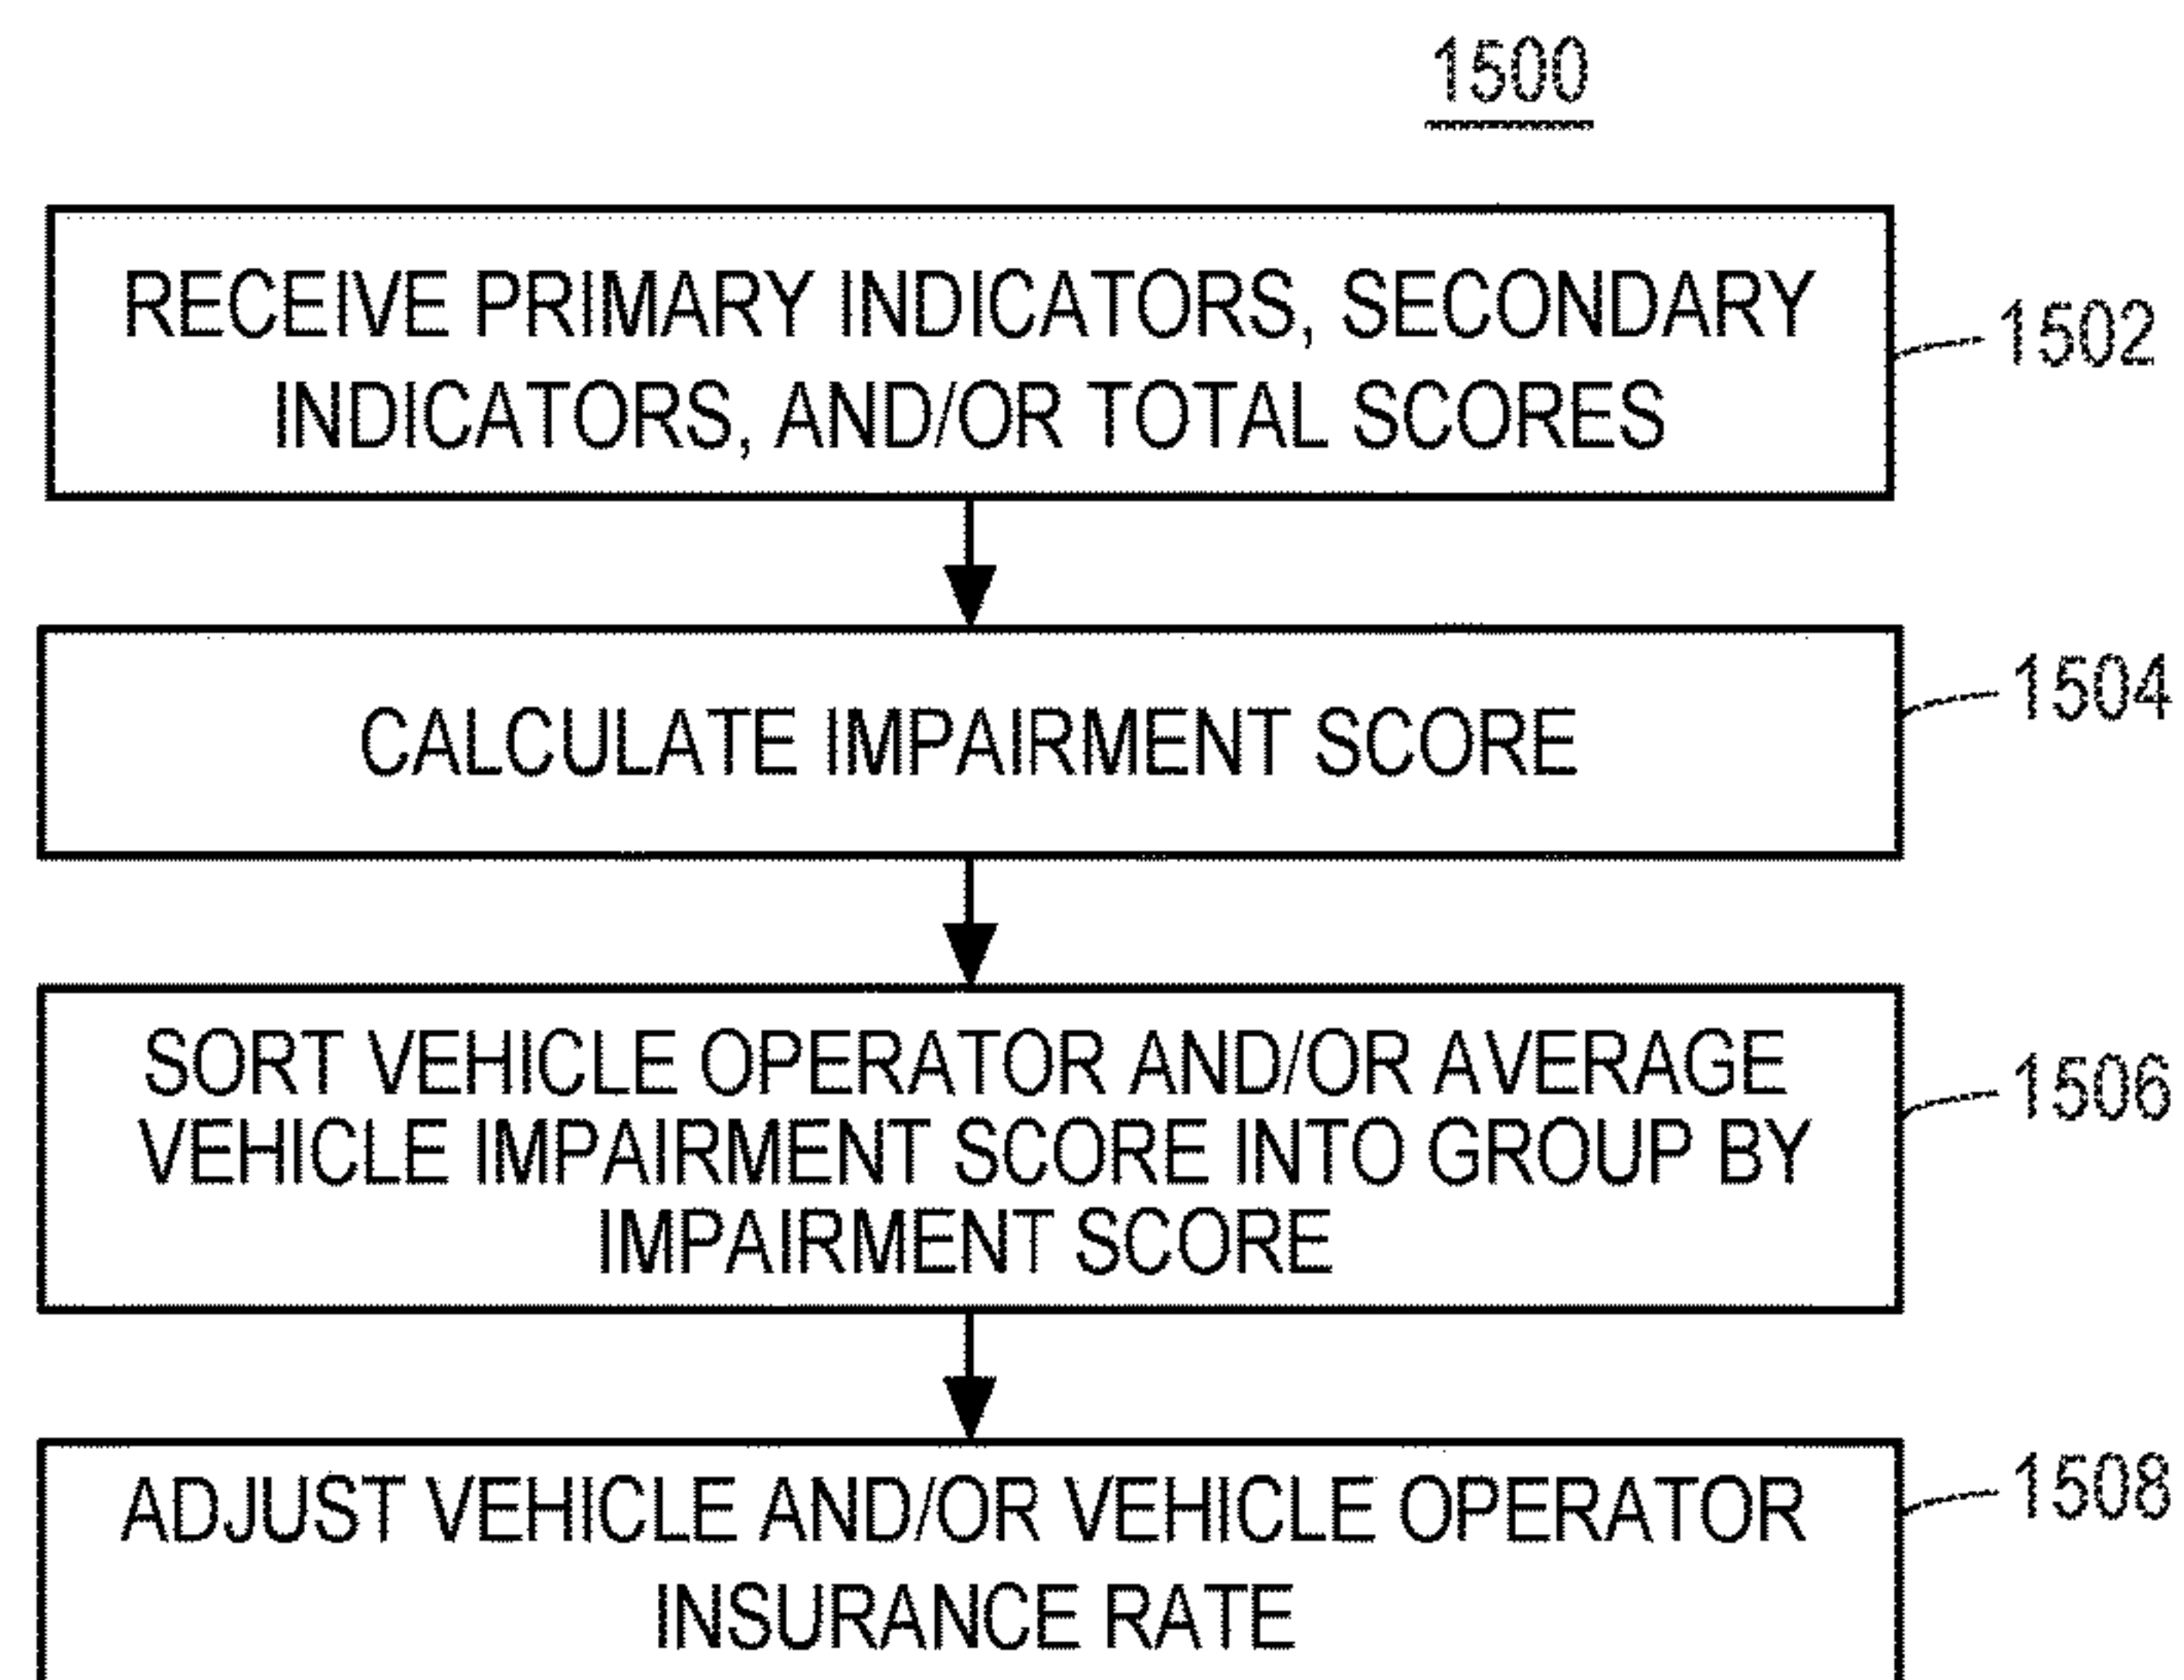 1500
RECEIVE PRIMARY INDICATORS, SECONDARY
INDICATORS, AND/OR TOTAL SCORES
1502
CALCULATE IMPAIRMENT SCORE
1504
SORT VEHICLE OPERATOR AND/OR AVERAGE
VEHICLE IMPAIRMENT SCORE INTO GROUP BY
IMPAIRMENT SCORE
1506
ADJUST VEHICLE AND/OR VEHICLE OPERATOR
INSURANCE RATE
1508